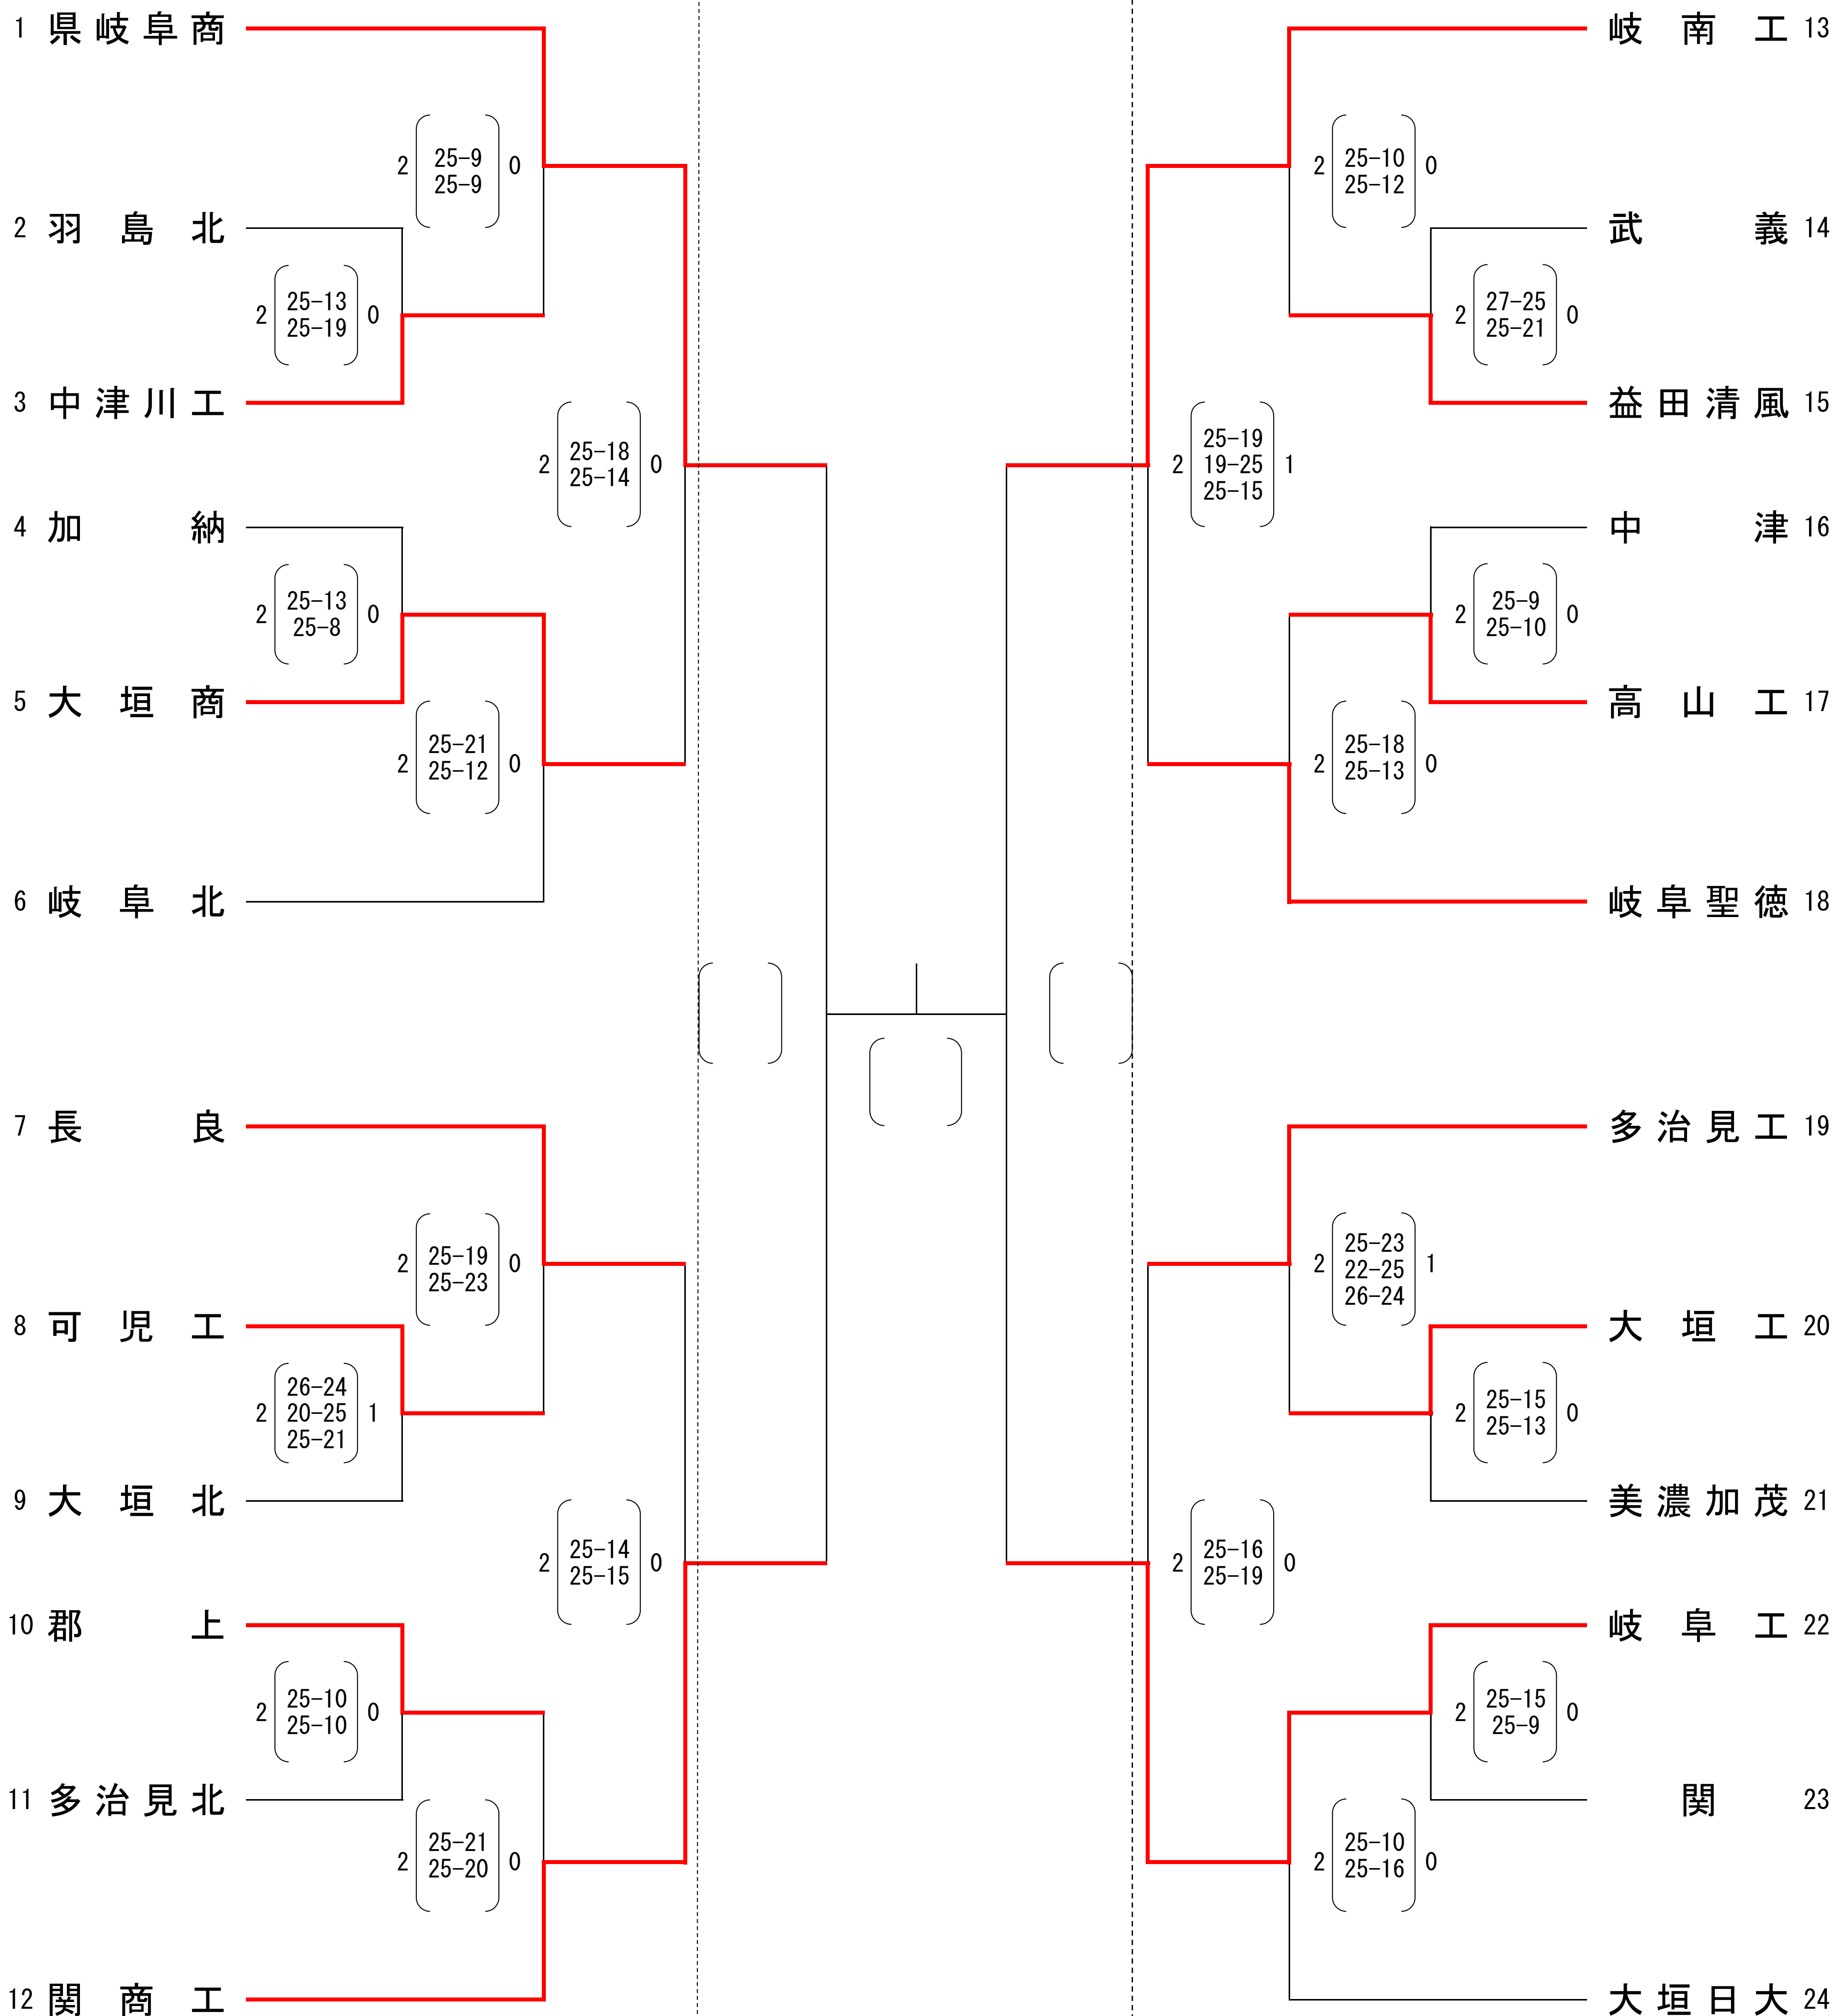 1 県岐阜商
2 25-9 0
25-9
2 羽島北
2 25-13 0
25-19
3 中津川工
2 25-18 0
25-14
4 加納
2 25-13 0
25-8
5 大垣商
2 25-21 0
25-12
6 岐阜北
7 長良
2 25-19 0
25-23
8 可児工
2 26-24 1
20-25
25-21
9 大垣北
2 25-14 0
25-15
10 郡上
2 25-10 0
25-10
11 多治見北
2 25-21 0
25-20
12 関商工
岐南工 13
2 25-10 0
25-12
武義 14
2 27-25 0
25-21
益田清風 15
2 25-19 1
19-25
25-15
中津 16
2 25-9 0
25-10
高山工 17
2 25-18 0
25-13
岐阜聖徳 18
多治見工 19
2 25-23 1
22-25
26-24
大垣工 20
2 25-15 0
25-13
美濃加茂 21
2 25-16 0
25-19
岐阜工 22
2 25-15 0
25-9
関 23
2 25-10 0
25-16
大垣日大 24